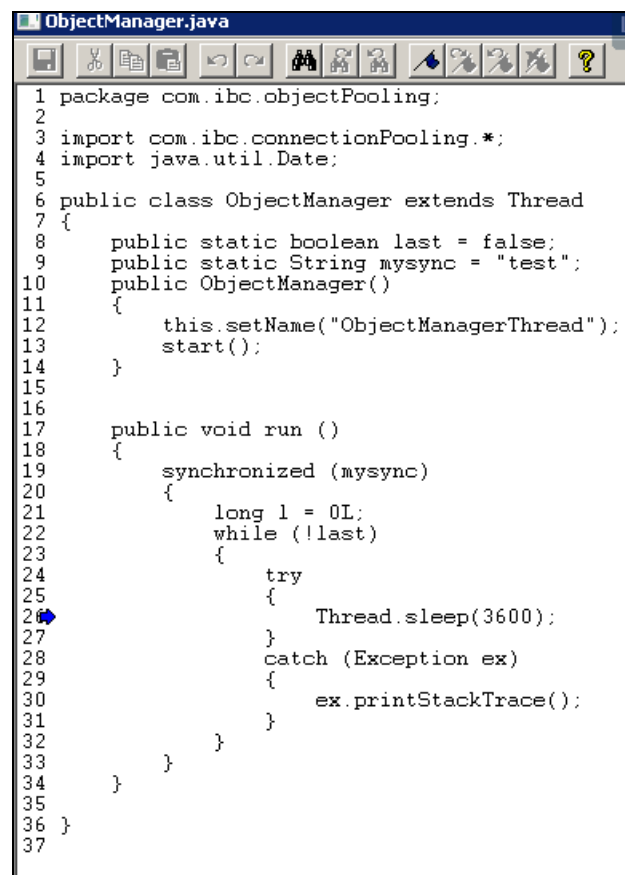 ObjectManager.java
1 package com.ibc.objectPooling;
2
3 import com.ibc.connectionPooling.*;
4 import java.util.Date;
5
6 public class ObjectManager extends Thread
7 {
8     public static boolean last = false;
9     public static String mysync = "test";
10     public ObjectManager()
11     {
12         this.setName("ObjectManagerThread");
13         start();
14     }
15
16
17     public void run ()
18     {
19         synchronized (mysync)
20         {
21             long l = 0L;
22             while (!last)
23             {
24                 try
25                 {
26                     Thread.sleep(3600);
27                 }
28                 catch (Exception ex)
29                 {
30                     ex.printStackTrace();
31                 }
32             }
33         }
34     }
35
36 }
37